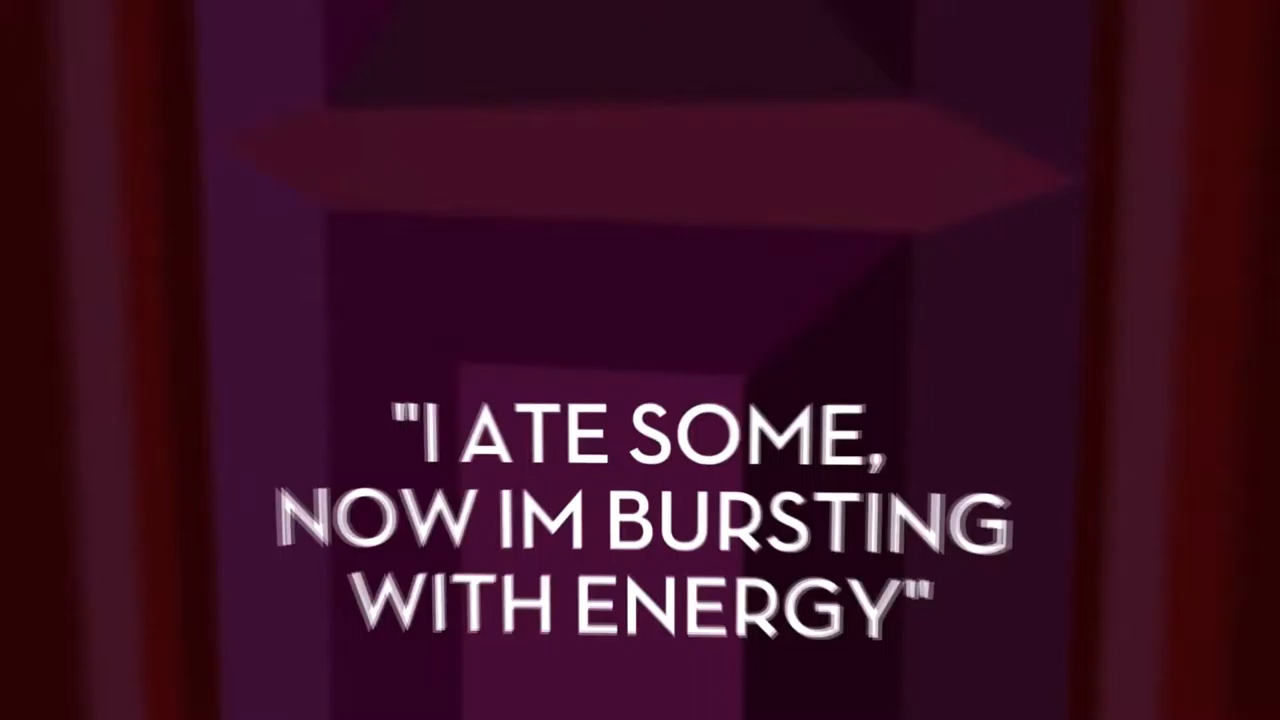 "I ATE SOME,
NOW IM BURSTING
WITH ENERGY"